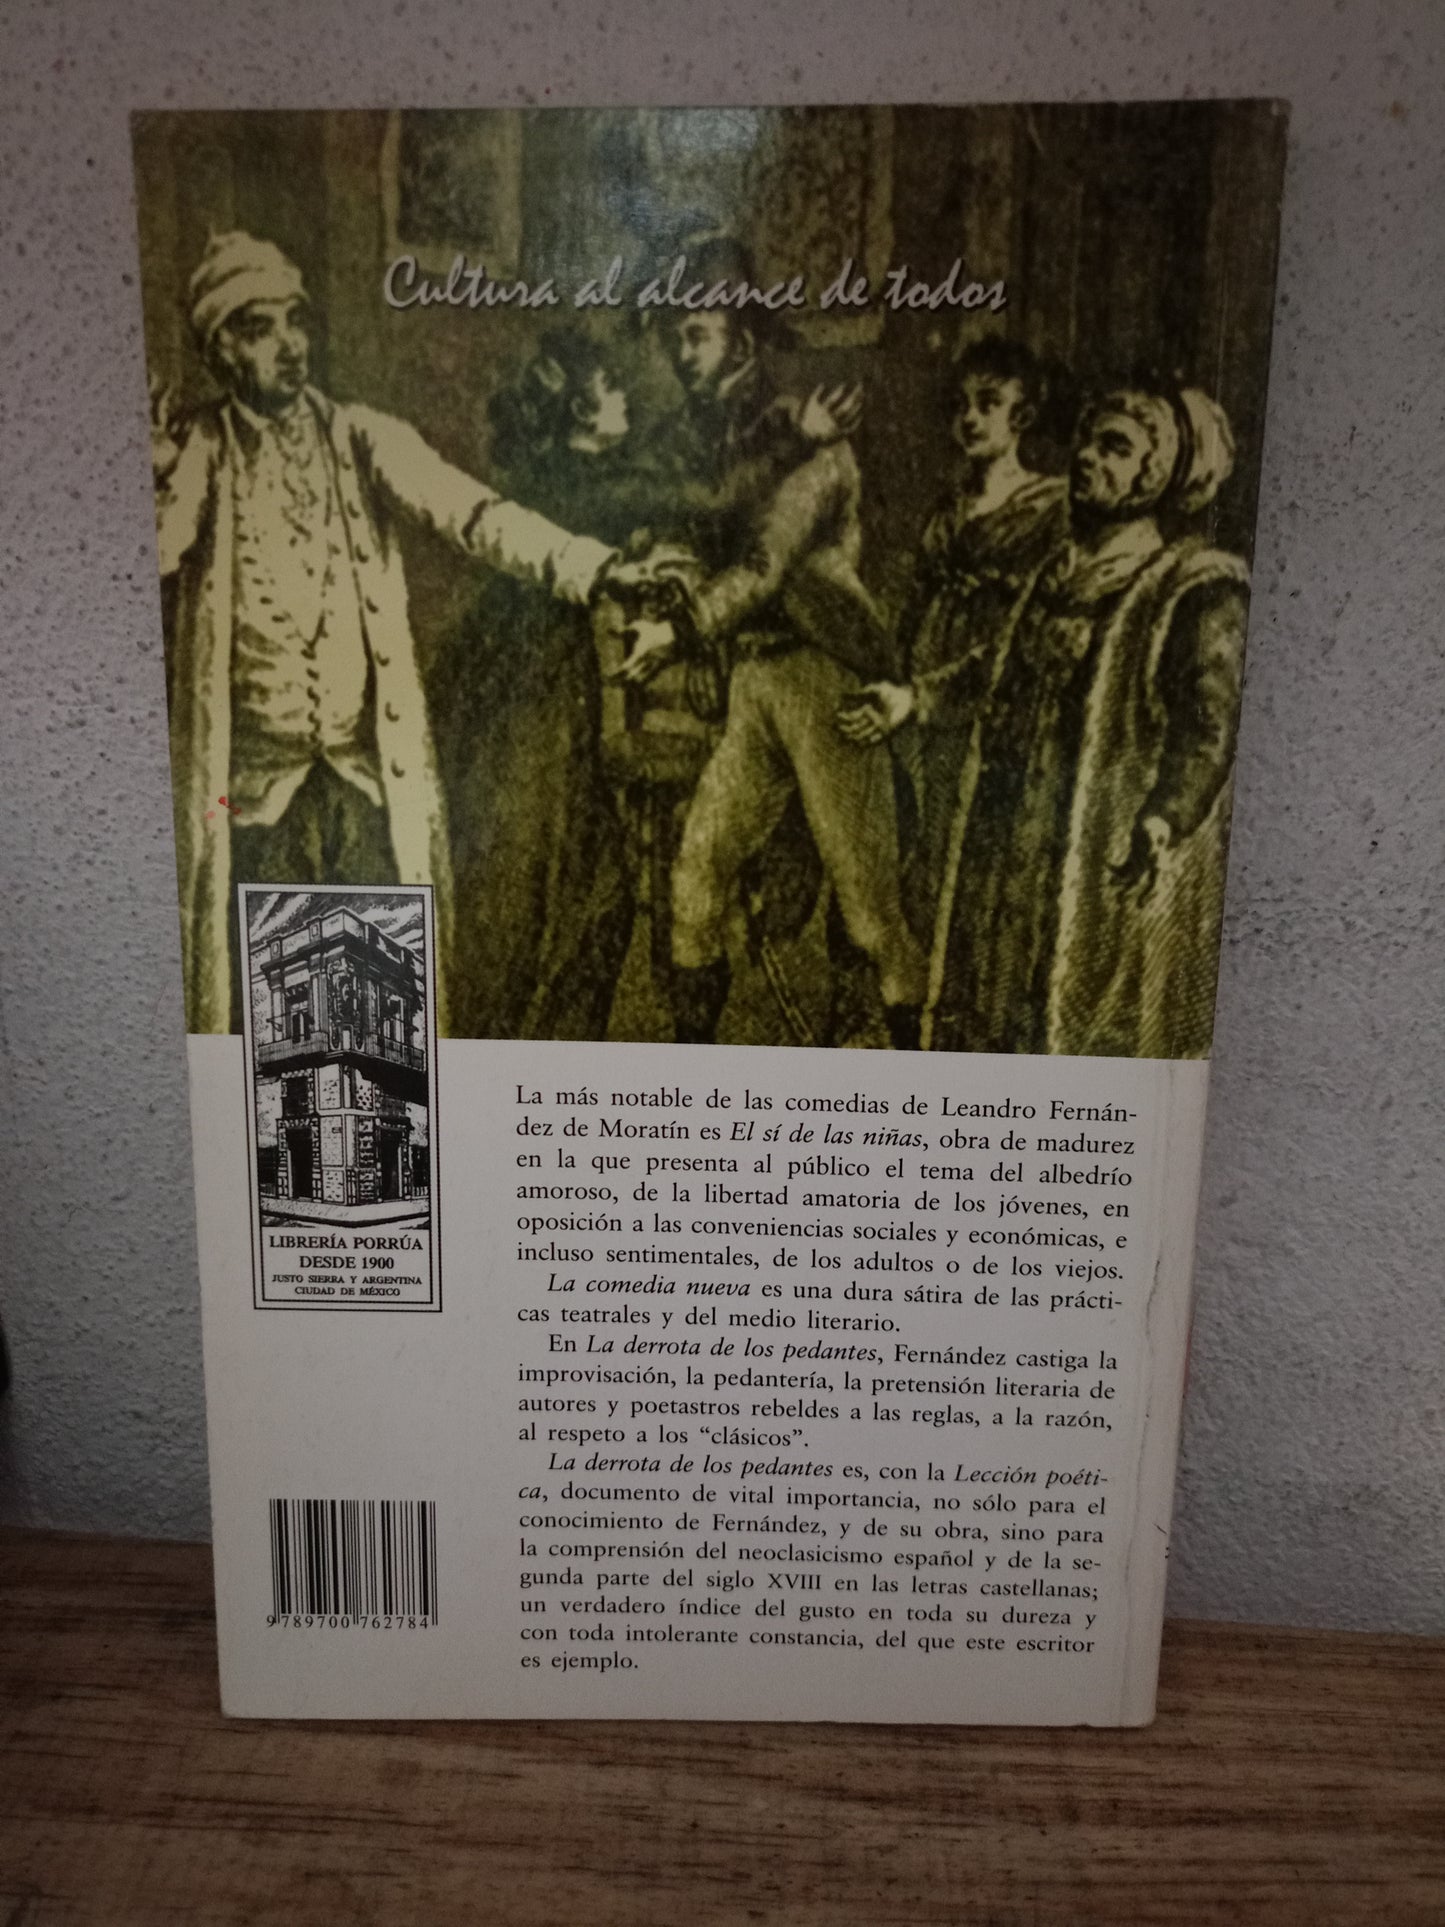 Cultura al alcance de todos
LIBRERÍA PORRÚA
DESDE 1900
JUSTO SIERRA Y ARGENTINA
CIUDAD DE MÉXICO
La más notable de las comedias de Leandro Fernán-
dez de Moratín es El sí de las niñas, obra de madurez
en la que presenta al público el tema del albedrío
amoroso, de la libertad amatoria de los jóvenes, en
oposición a las conveniencias sociales y económicas, e
incluso sentimentales, de los adultos o de los viejos.
La comedia nueva es una dura sátira de las prácti-
cas teatrales y del medio literario.
En La derrota de los pedantes, Fernández castiga la
improvisación, la pedantería, la pretensión literaria de
autores y poetastros rebeldes a las reglas, a la razón,
al respeto a los “clásicos”.
La derrota de los pedantes es, con la Lección poéti-
ca, documento de vital importancia, no sólo para el
conocimiento de Fernández, y de su obra, sino para
la comprensión del neoclasicismo español y de la se-
gunda parte del siglo XVIII en las letras castellanas;
un verdadero índice del gusto en toda su dureza y
con toda intolerante constancia, del que este escritor
es ejemplo.
9 789700 762784